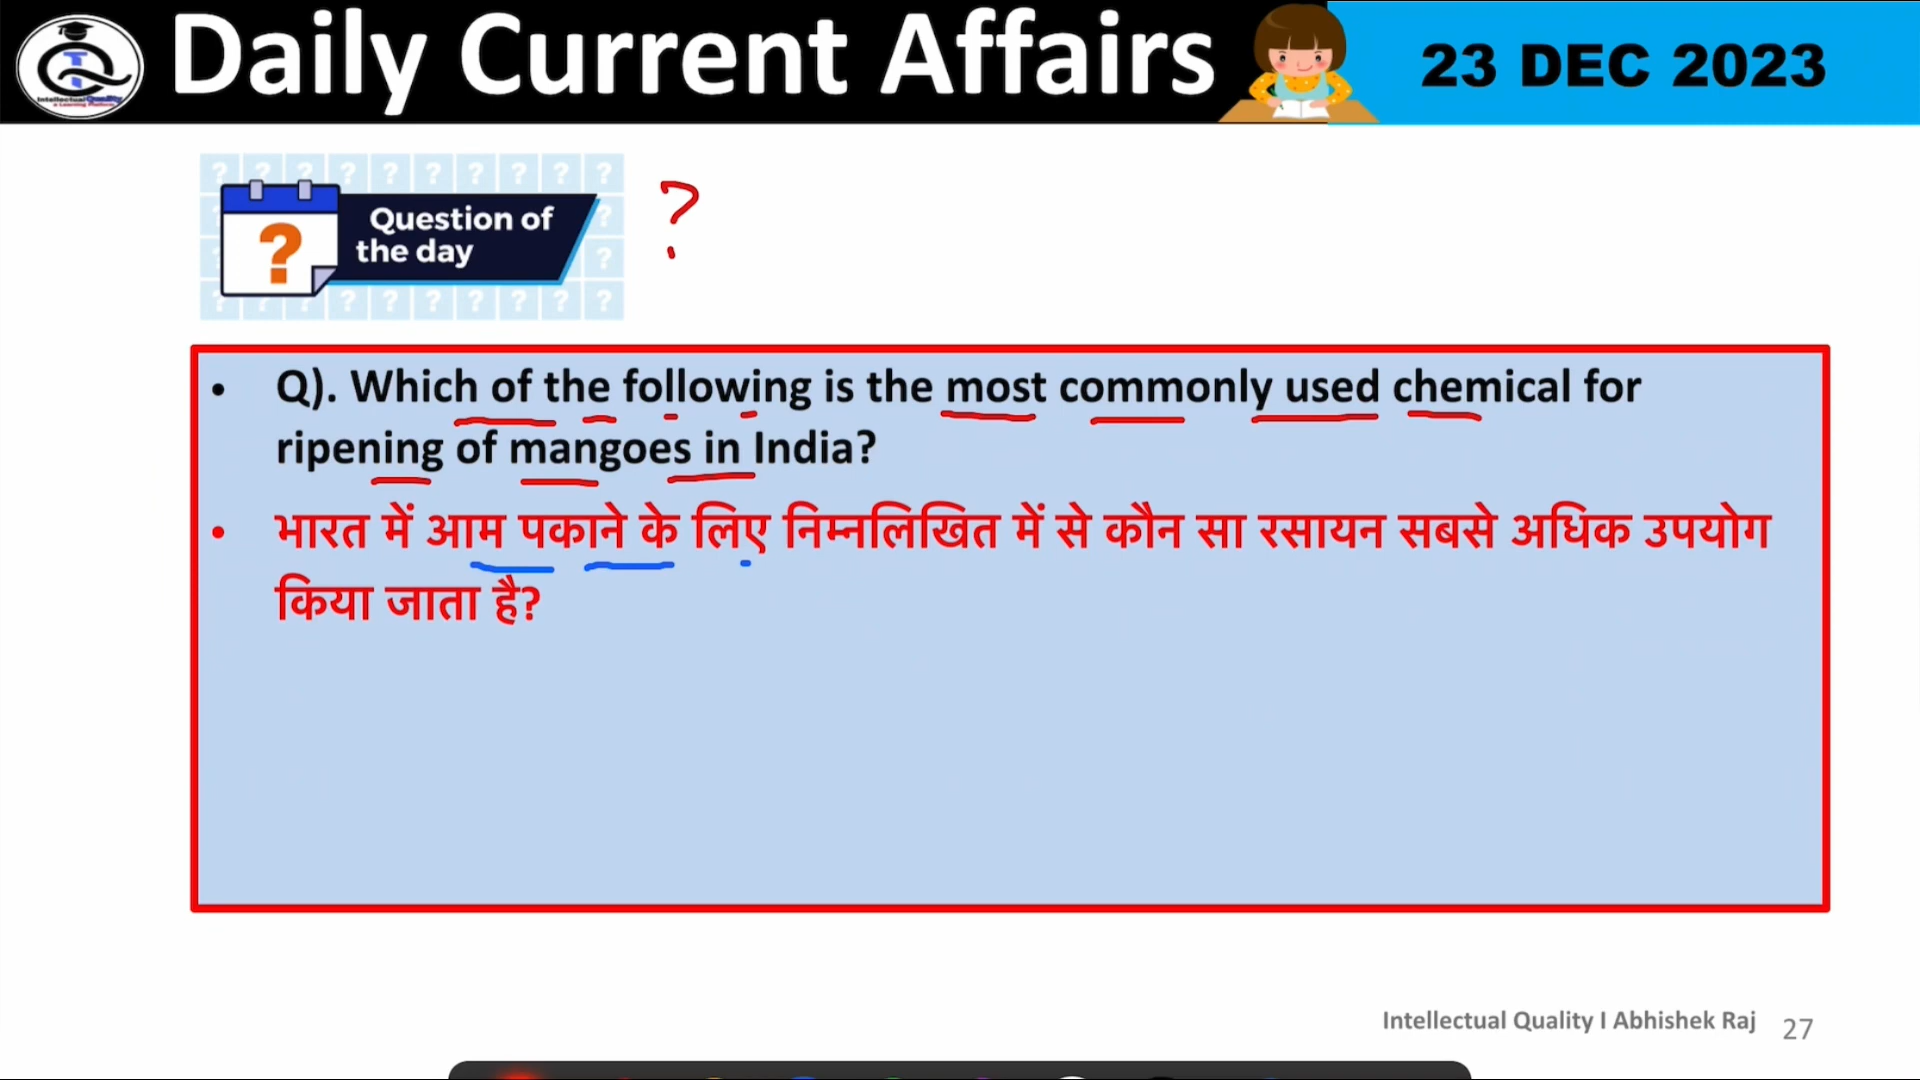 Daily Current Affairs
23 DEC 2023
Intellectual Quality
Question of
the day
?
• Q). Which of the following is the most commonly used chemical for
ripening of mangoes in India?
• भारत में आम पकाने के लिए निम्नलिखित में से कौन सा रसायन सबसे अधिक उपयोग
किया जाता है?
Intellectual Quality I Abhishek Raj
27